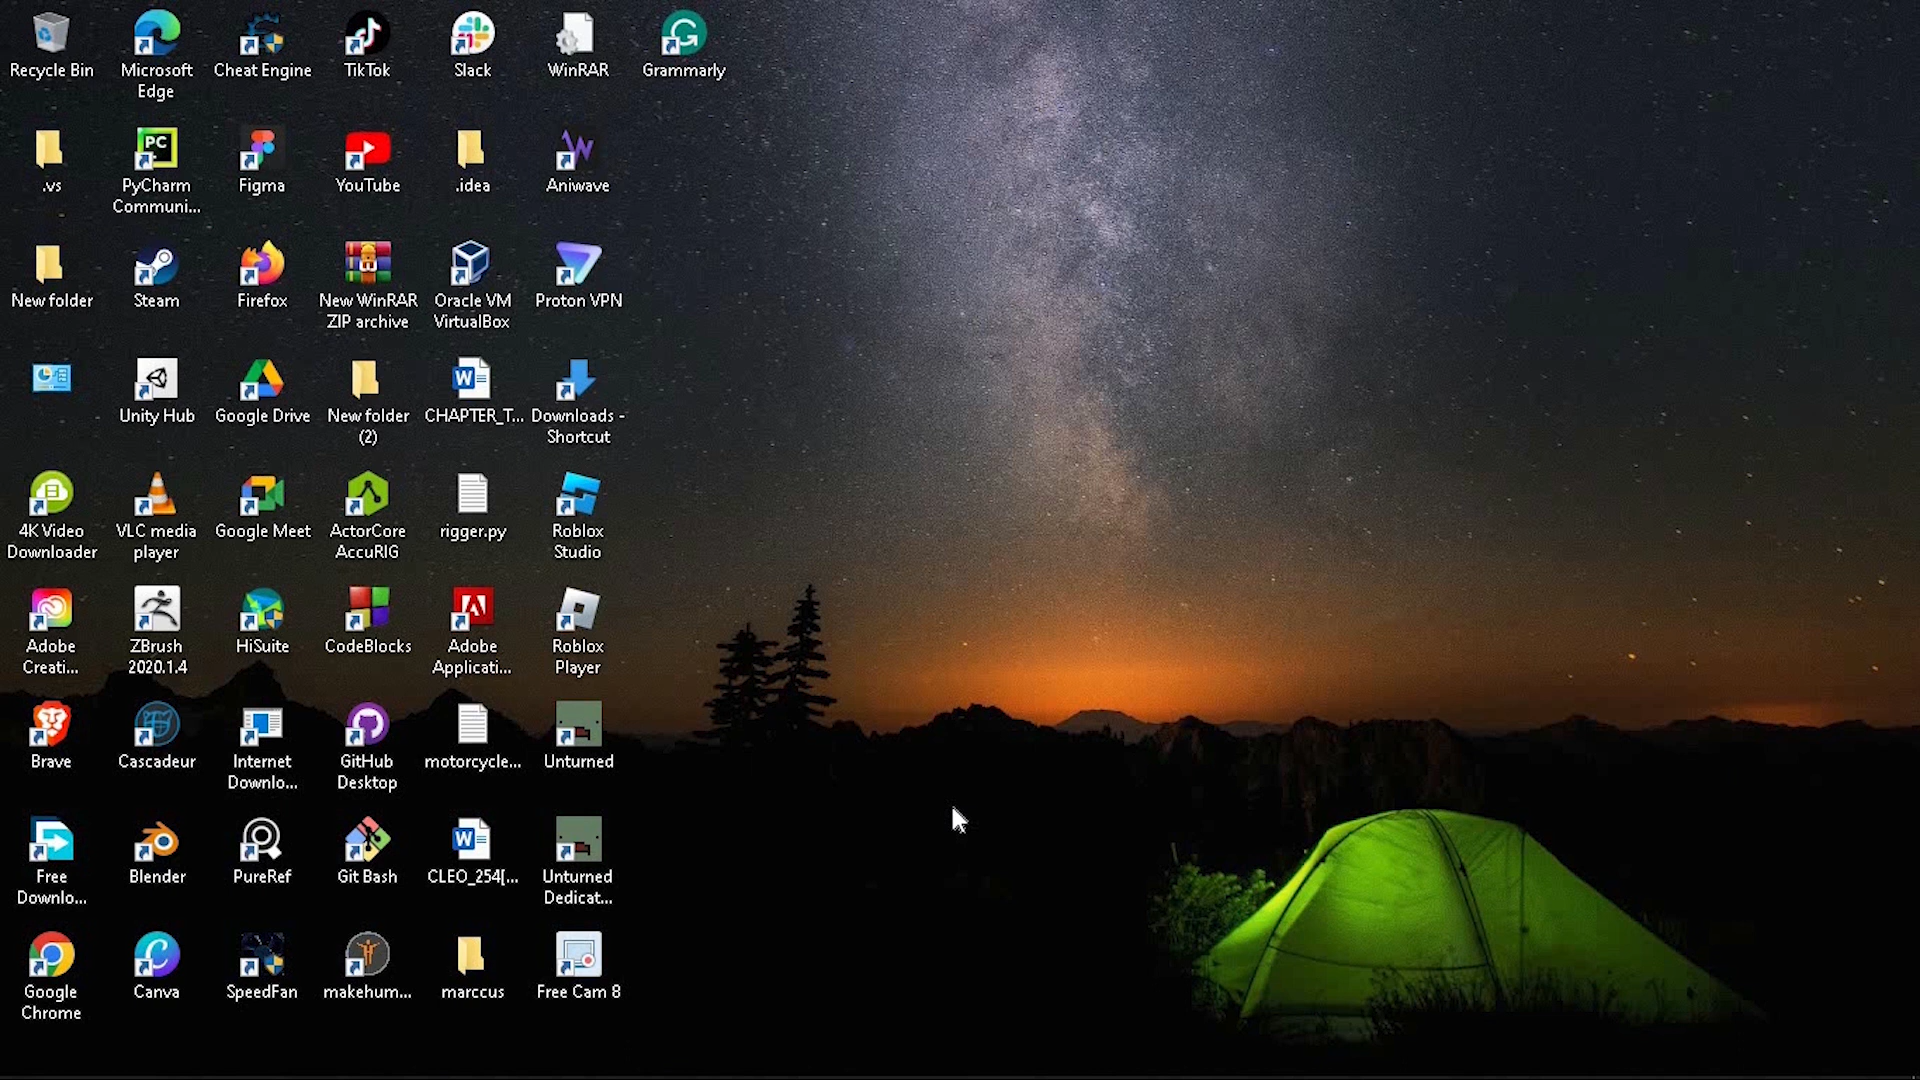 Recycle Bin
Microsoft
Edge
Cheat Engine
TikTok
Slack
WinRAR
Grammarly
.vs
PC
PyCharm
Communi...
Figma
YouTube
.idea
Aniwave
New folder
Steam
Firefox
New WinRAR
ZIP archive
Oracle VM
VirtualBox
Proton VPN
Unity Hub
Google Drive
New folder
(2)
W
CHAPTER_T...
Downloads -
Shortcut
4K Video
Downloader
VLC media
player
Google Meet
ActorCore
AccuRIG
rigger.py
Roblox
Studio
Adobe
Creati...
ZBrush
2020.1.4
HiSuite
CodeBlocks
Adobe
Applicati...
Roblox
Player
Brave
Cascadeur
Internet
Downlo...
GitHub
Desktop
motorcycle...
Unturned
Free
Downlo...
Blender
PureRef
Git Bash
W
CLEO_254[...
Unturned
Dedicat...
Google
Chrome
Canva
SpeedFan
makehum...
marccus
Free Cam 8